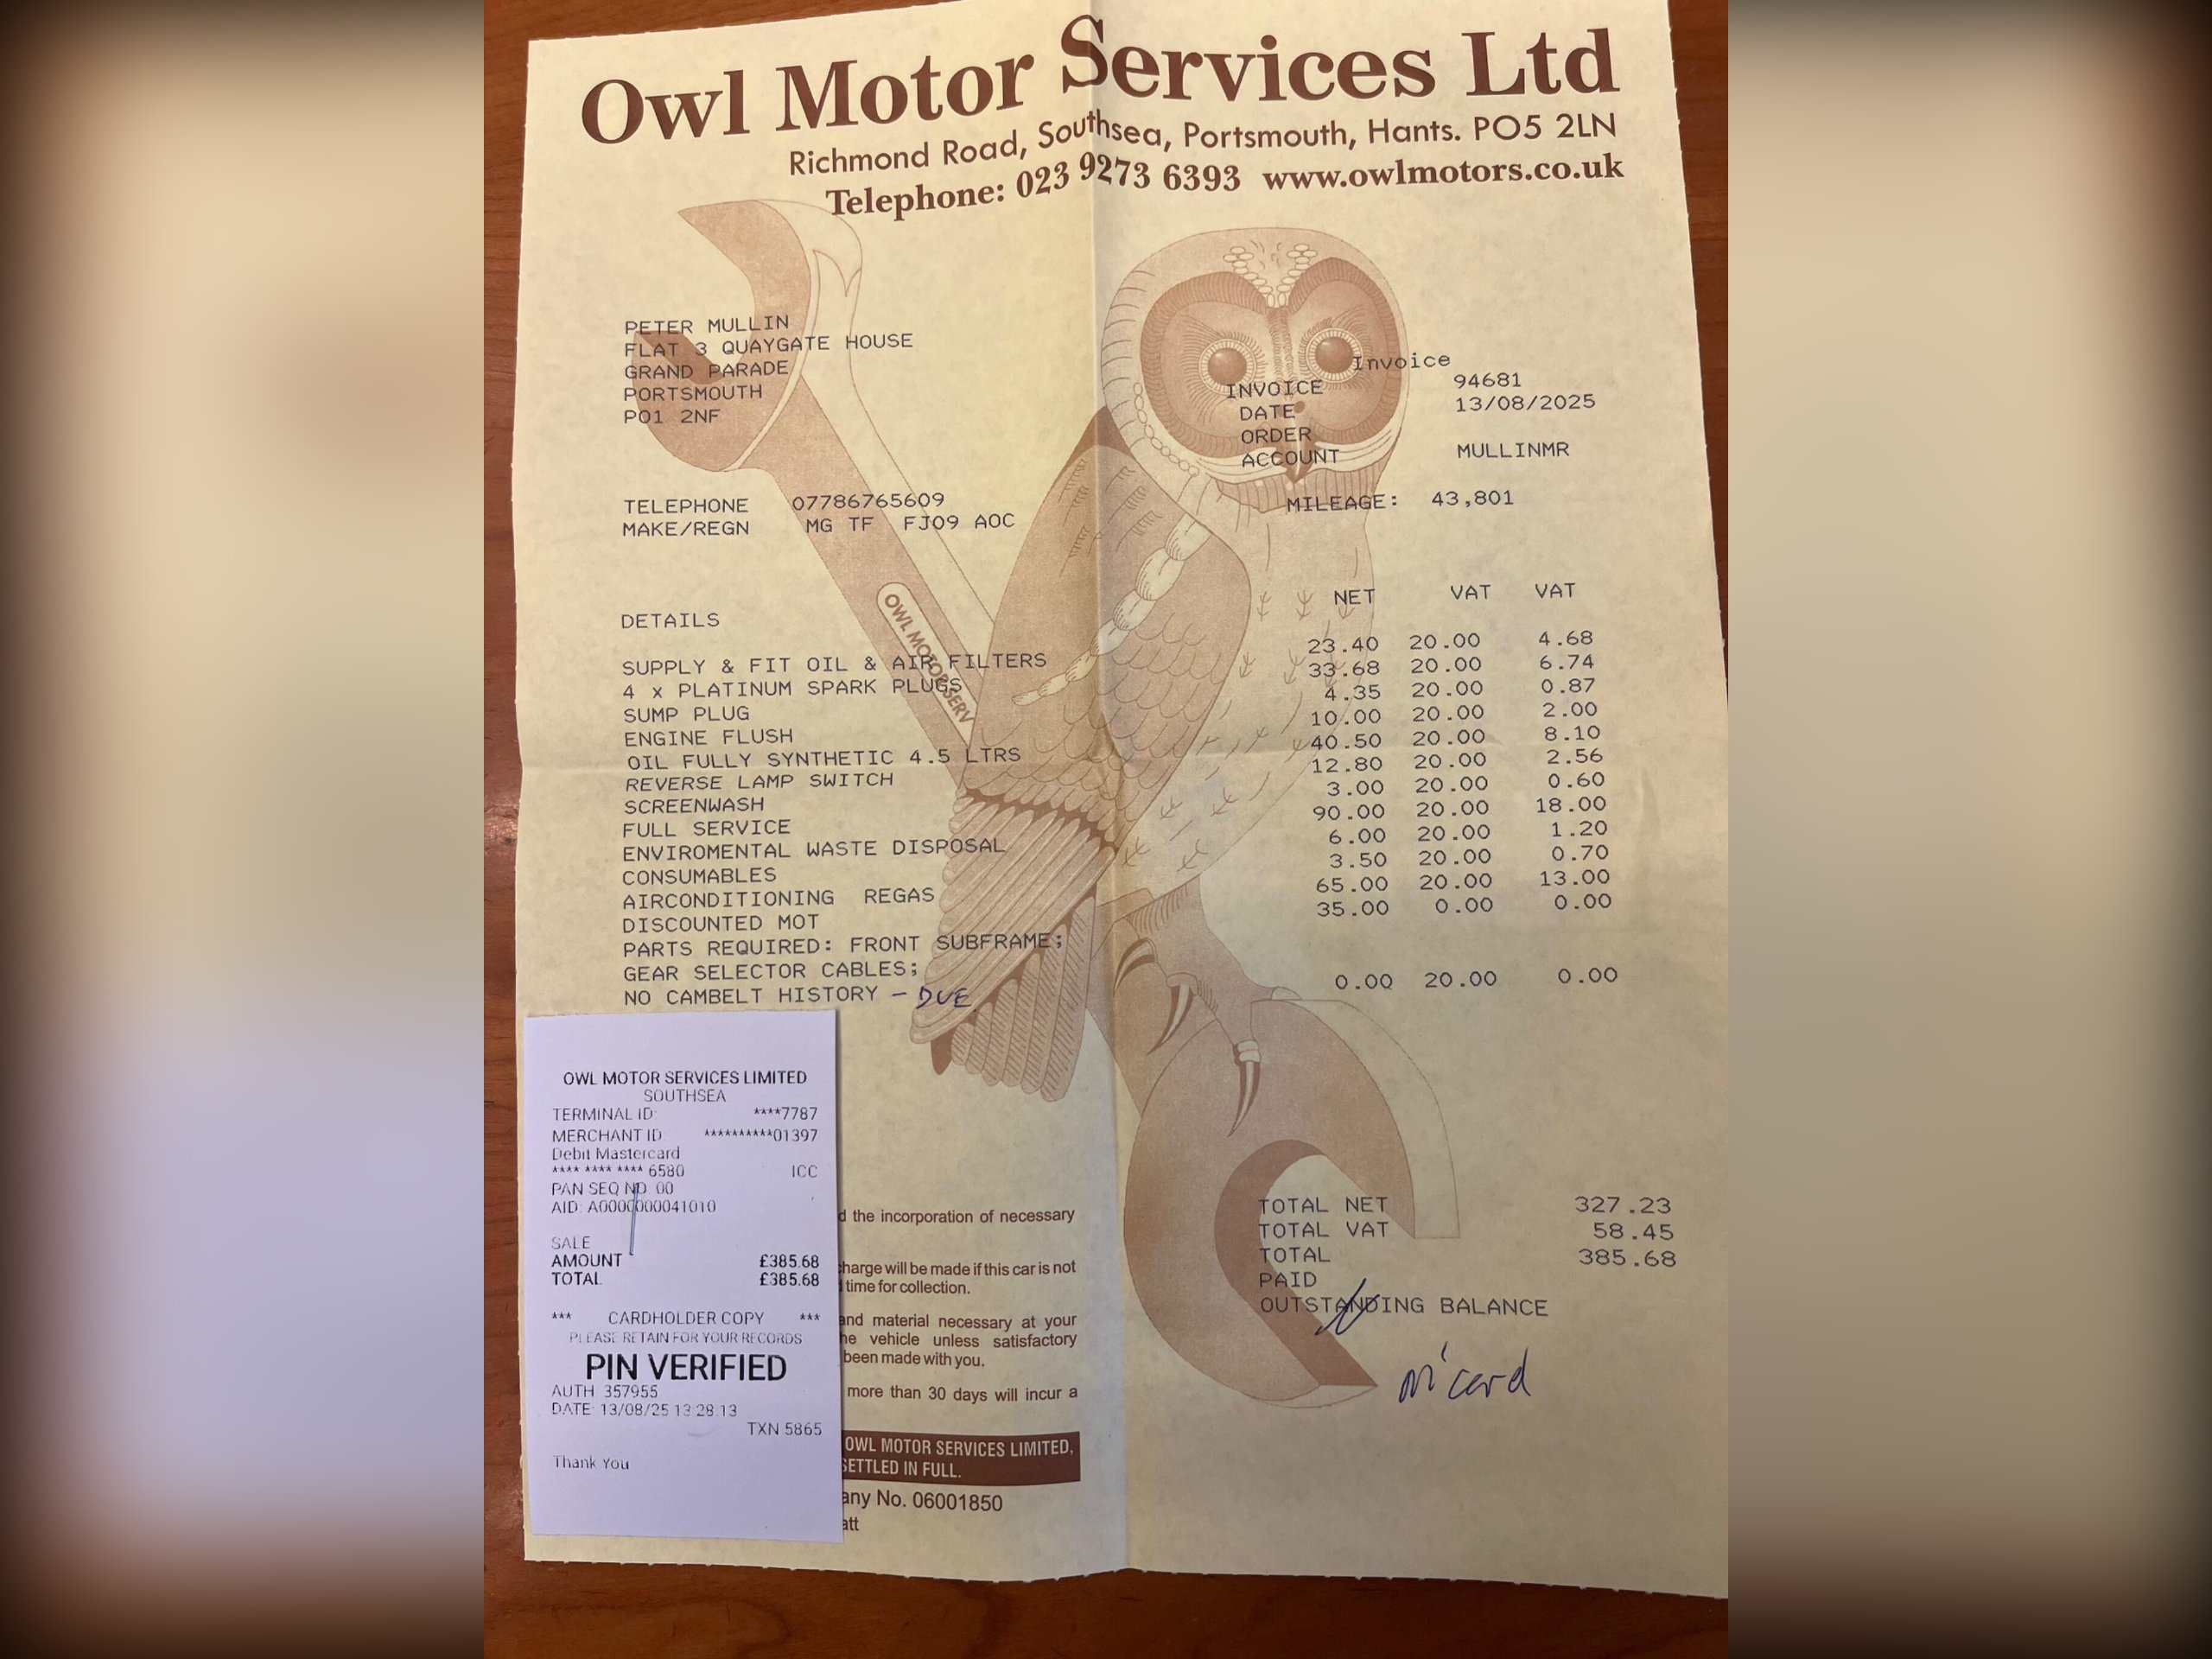 Owl Motor Services Ltd
Richmond Road, Southsea, Portsmouth, Hants. PO5 2LN
Telephone: 023 9273 6393 www.owlmotors.co.uk
PETER MULLIN
FLAT 3 QUAYGATE HOUSE
GRAND PARADE
PORTSMOUTH
PO1 2NF
Invoice
INVOICE 94681
DATE 13/08/2025
ORDER
ACCOUNT MULLINMR
TELEPHONE 07786765609
MAKE/REGN MG TF FJ09 AOC
MILEAGE: 43,801
OWL MOTOR SERV
DETAILS NET VAT VAT
SUPPLY & FIT OIL & AIR FILTERS 23.40 20.00 4.68
4 x PLATINUM SPARK PLUGS 33.68 20.00 6.74
SUMP PLUG 4.35 20.00 0.87
ENGINE FLUSH 10.00 20.00 2.00
OIL FULLY SYNTHETIC 4.5 LTRS 40.50 20.00 8.10
REVERSE LAMP SWITCH 12.80 20.00 2.56
SCREENWASH 3.00 20.00 0.60
FULL SERVICE 90.00 20.00 18.00
ENVIROMENTAL WASTE DISPOSAL 6.00 20.00 1.20
CONSUMABLES 3.50 20.00 0.70
AIRCONDITIONING REGAS 65.00 20.00 13.00
DISCOUNTED MOT 35.00 0.00 0.00
PARTS REQUIRED: FRONT SUBFRAME;
GEAR SELECTOR CABLES;
NO CAMBELT HISTORY - DUE 0.00 20.00 0.00
OWL MOTOR SERVICES LIMITED
SOUTHSEA
TERMINAL ID: ****7787
MERCHANT ID: **********01397
Debit Mastercard
**** **** **** 6580 ICC
PAN SEQ NO. 00
AID: A0000000041010
SALE
AMOUNT £385.68
TOTAL £385.68
*** CARDHOLDER COPY ***
PLEASE RETAIN FOR YOUR RECORDS
PIN VERIFIED
AUTH: 357955
DATE: 13/08/25 13:28:13
TXN 5865
Thank You
d the incorporation of necessary
charge will be made if this car is not
time for collection.
and material necessary at your
he vehicle unless satisfactory
been made with you.
more than 30 days will incur a
OWL MOTOR SERVICES LIMITED,
SETTLED IN FULL.
any No. 06001850
att
TOTAL NET 327.23
TOTAL VAT 58.45
TOTAL 385.68
PAID
OUTSTANDING BALANCE
card